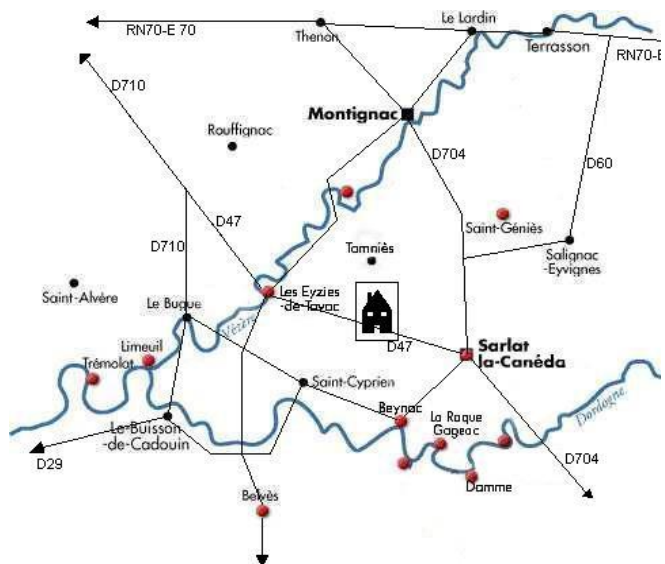 Le Lardin
RN70-E 70
Thenon
Terrasson
RN70-E
D710
Montignac
Rouffignac
D704
D60
D47
Saint-Géniès
D710
Tamniès
Salignac
-Eyvignes
Saint-Alvère
Les Eyzies
-de-Tayac
Le Bugue
Vézère
Limeuil
D47
Sarlat
la-Canéda
Trémolat
Saint-Cyprien
Beynac
La Roque
Gageac
Dordogne
Le-Buisson
-de-Cadouin
D29
D704
Domme
Belvès